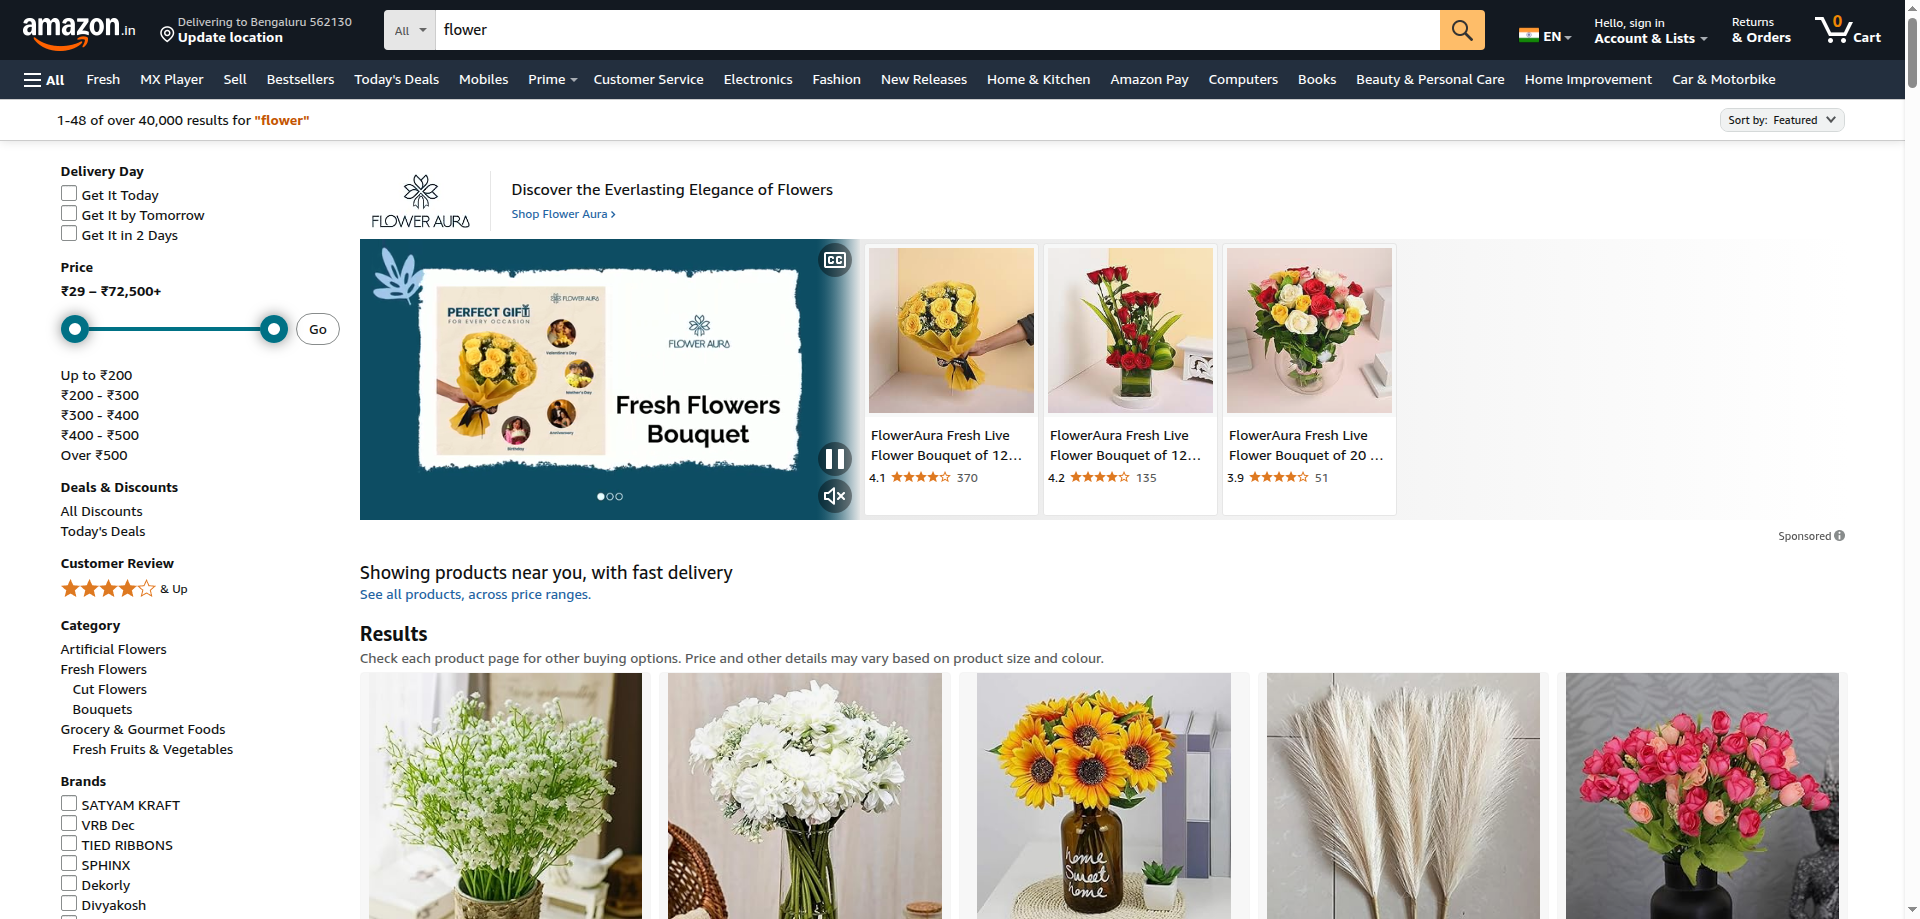 amazon.in
Delivering to Bengaluru 562130
Update location
All
flower
EN
Hello, sign in
Account & Lists
Returns
& Orders
0
Cart
All
Fresh
MX Player
Sell
Bestsellers
Today's Deals
Mobiles
Prime
Customer Service
Electronics
Fashion
New Releases
Home & Kitchen
Amazon Pay
Computers
Books
Beauty & Personal Care
Home Improvement
Car & Motorbike
1-48 of over 40,000 results for "flower"
Sort by: Featured
Delivery Day
Get It Today
Get It by Tomorrow
Get It in 2 Days
Price
₹29 – ₹72,500+
Go
Up to ₹200
₹200 - ₹300
₹300 - ₹400
₹400 - ₹500
Over ₹500
Deals & Discounts
All Discounts
Today's Deals
Customer Review
& Up
Category
Artificial Flowers
Fresh Flowers
Cut Flowers
Bouquets
Grocery & Gourmet Foods
Fresh Fruits & Vegetables
Brands
SATYAM KRAFT
VRB Dec
TIED RIBBONS
SPHINX
Dekorly
Divyakosh
FLOWER AURA
Discover the Everlasting Elegance of Flowers
Shop Flower Aura ›
CC
FLOWER AURA
PERFECT GIFT
FOR EVERY OCCASION
Valentine's Day
Mother's Day
Anniversary
Birthday
FLOWER AURA
Fresh Flowers
Bouquet
FlowerAura Fresh Live
Flower Bouquet of 12…
4.1
370
FlowerAura Fresh Live
Flower Bouquet of 12…
4.2
135
FlowerAura Fresh Live
Flower Bouquet of 20 …
3.9
51
Sponsored
Showing products near you, with fast delivery
See all products, across price ranges.
Results
Check each product page for other buying options. Price and other details may vary based on product size and colour.
home
Sweet
home